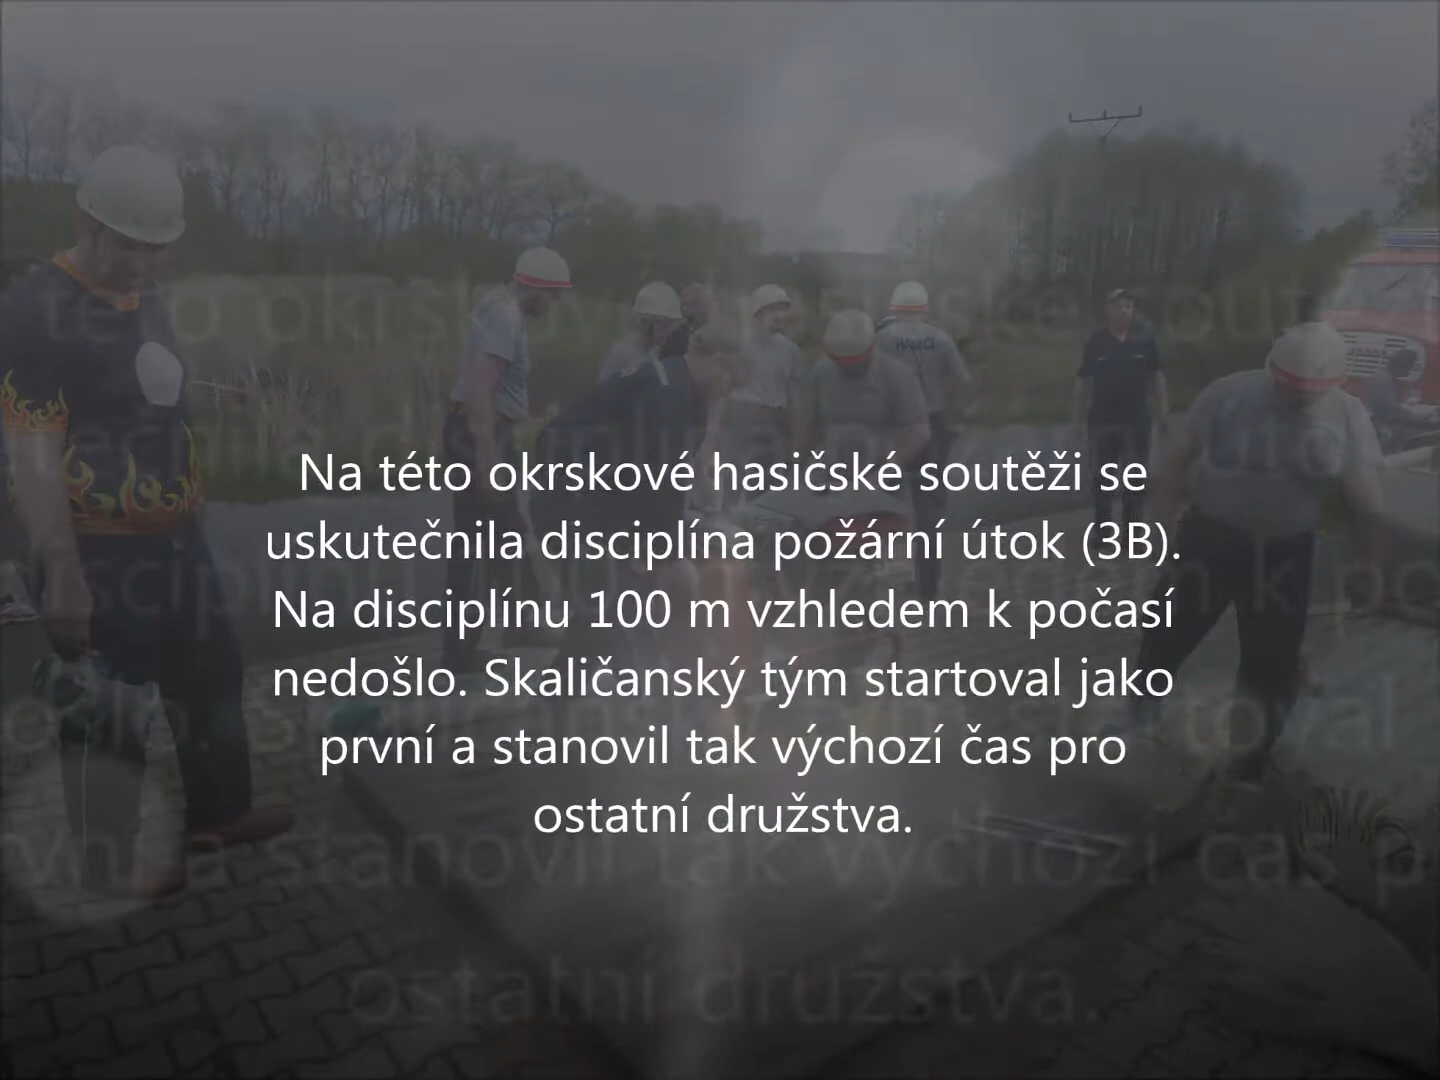 Na této okrskové hasičské soutěži se
uskutečnila disciplína požární útok (3B).
Na disciplínu 100 m vzhledem k počasí
nedošlo. Skaličanský tým startoval jako
první a stanovil tak výchozí čas pro
ostatní družstva.